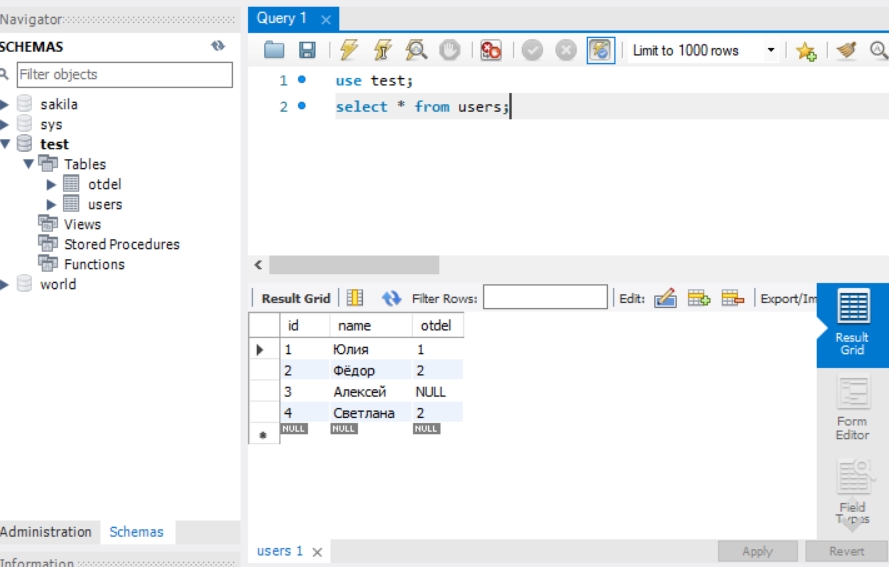 Navigator
SCHEMAS
Filter objects
sakila
sys
test
Tables
otdel
users
Views
Stored Procedures
Functions
world
Administration Schemas
Information
Query 1
Limit to 1000 rows
1 use test;
2 select * from users;
Result Grid Filter Rows: Edit: Export/Im
id name otdel
1 Юлия 1
2 Фёдор 2
3 Алексей NULL
4 Светлана 2
NULL NULL NULL
Result
Grid
Form
Editor
Field
Types
users 1
Apply Revert